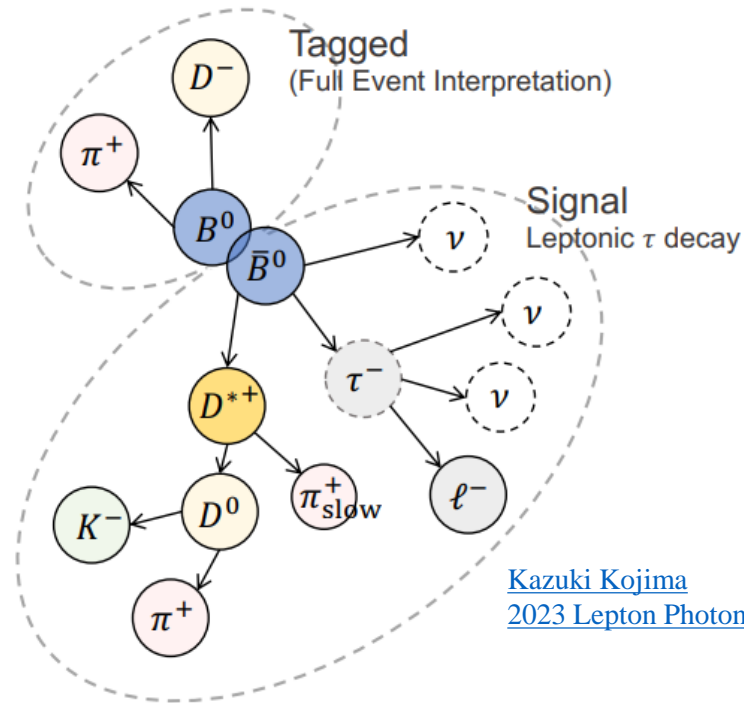 Tagged
(Full Event Interpretation)
D⁻
π⁺
B⁰
B̄⁰
Signal
Leptonic τ decay
ν
ν
ν
τ⁻
ℓ⁻
D*⁺
π⁺slow
D⁰
K⁻
π⁺
Kazuki Kojima
2023 Lepton Photon